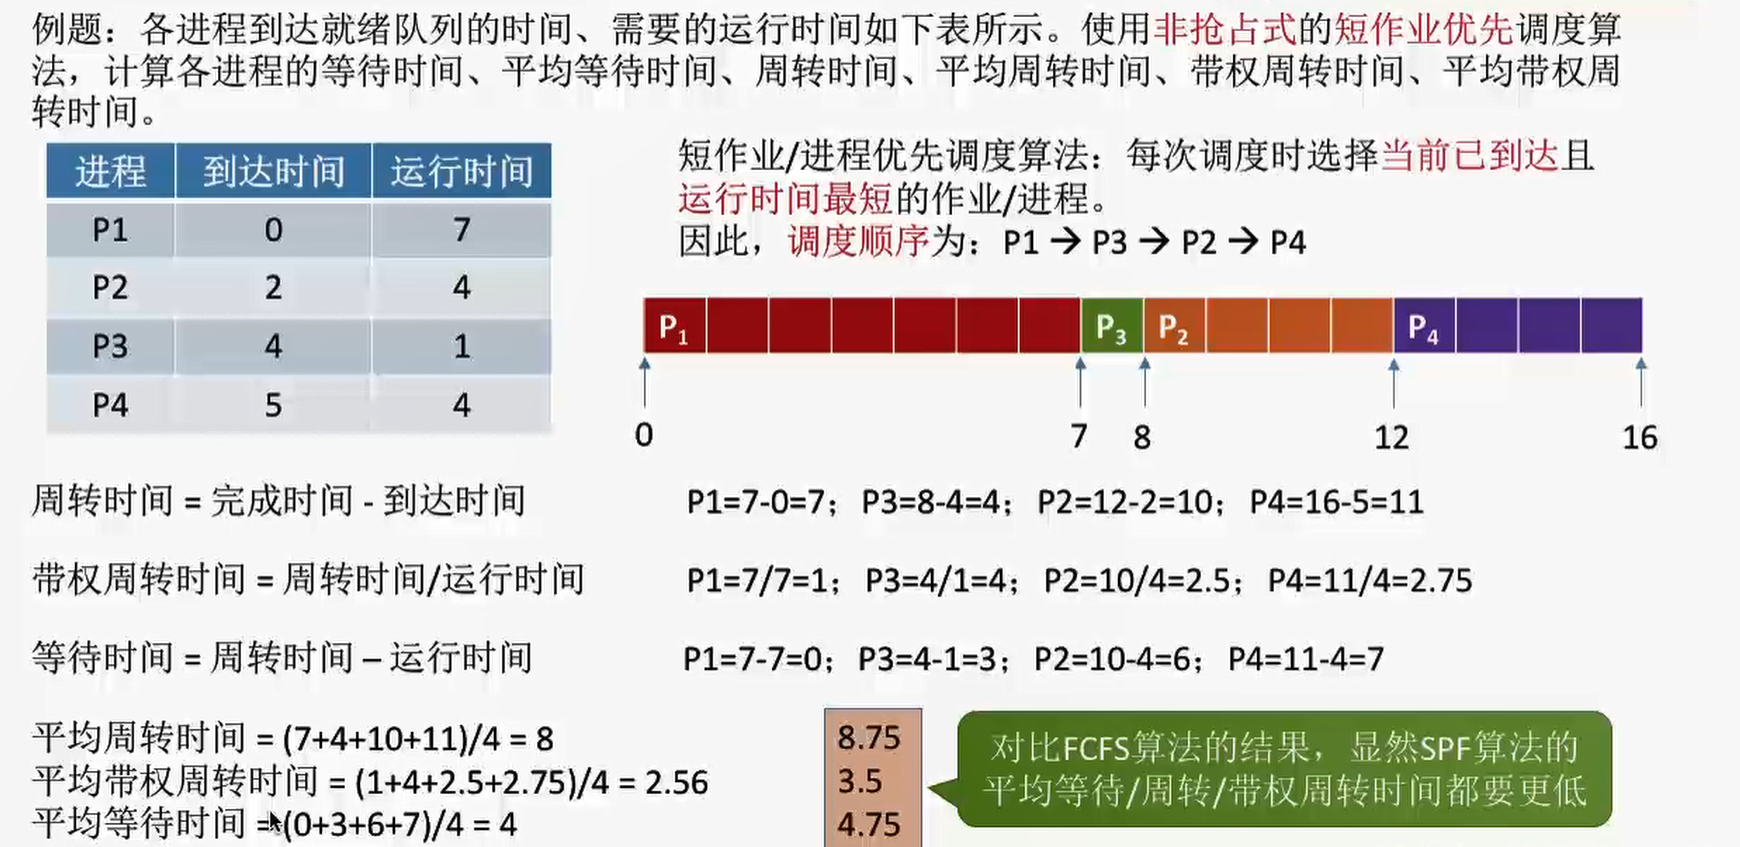 例题：各进程到达就绪队列的时间、需要的运行时间如下表所示。使用非抢占式的短作业优先调度算
法，计算各进程的等待时间、平均等待时间、周转时间、平均周转时间、带权周转时间、平均带权周
转时间。
进程 到达时间 运行时间
P1 0 7
P2 2 4
P3 4 1
P4 5 4
短作业/进程优先调度算法：每次调度时选择当前已到达且
运行时间最短的作业/进程。
因此，调度顺序为：P1 → P3 → P2 → P4
P1 P3 P2 P4
0 7 8 12 16
周转时间 = 完成时间 - 到达时间
P1=7-0=7；P3=8-4=4；P2=12-2=10；P4=16-5=11
带权周转时间 = 周转时间/运行时间
P1=7/7=1；P3=4/1=4；P2=10/4=2.5；P4=11/4=2.75
等待时间 = 周转时间 – 运行时间
P1=7-7=0；P3=4-1=3；P2=10-4=6；P4=11-4=7
平均周转时间 = (7+4+10+11)/4 = 8
平均带权周转时间 = (1+4+2.5+2.75)/4 = 2.56
平均等待时间 = (0+3+6+7)/4 = 4
8.75
3.5
4.75
对比FCFS算法的结果，显然SPF算法的
平均等待/周转/带权周转时间都要更低